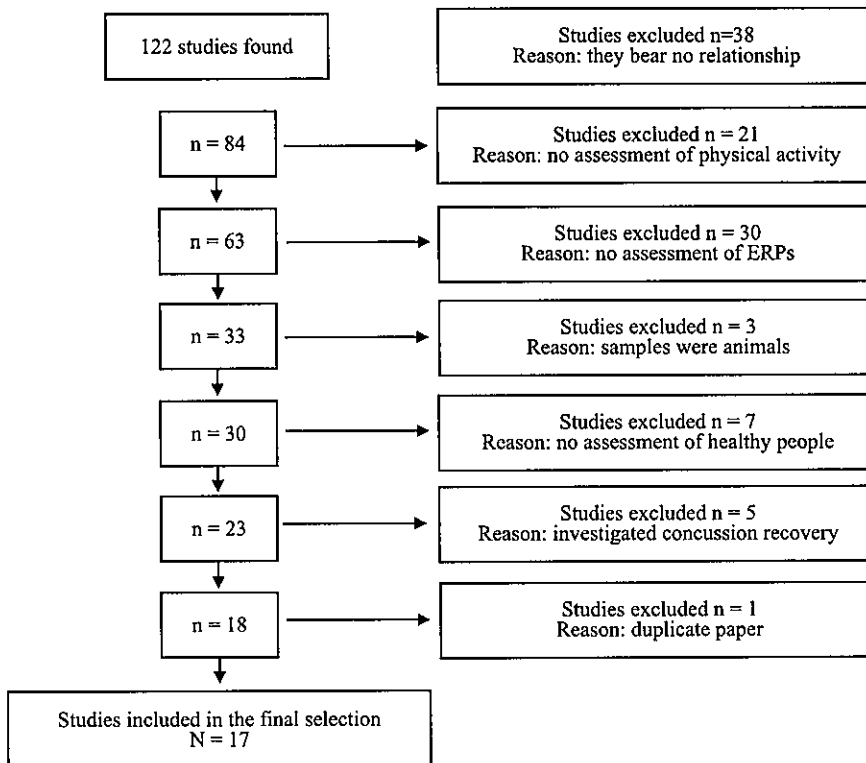 122 studies found
Studies excluded n=38
Reason: they bear no relationship
n = 84
Studies excluded n = 21
Reason: no assessment of physical activity
n = 63
Studies excluded n = 30
Reason: no assessment of ERPs
n = 33
Studies excluded n = 3
Reason: samples were animals
n = 30
Studies excluded n = 7
Reason: no assessment of healthy people
n = 23
Studies excluded n = 5
Reason: investigated concussion recovery
n = 18
Studies excluded n = 1
Reason: duplicate paper
Studies included in the final selection
N = 17